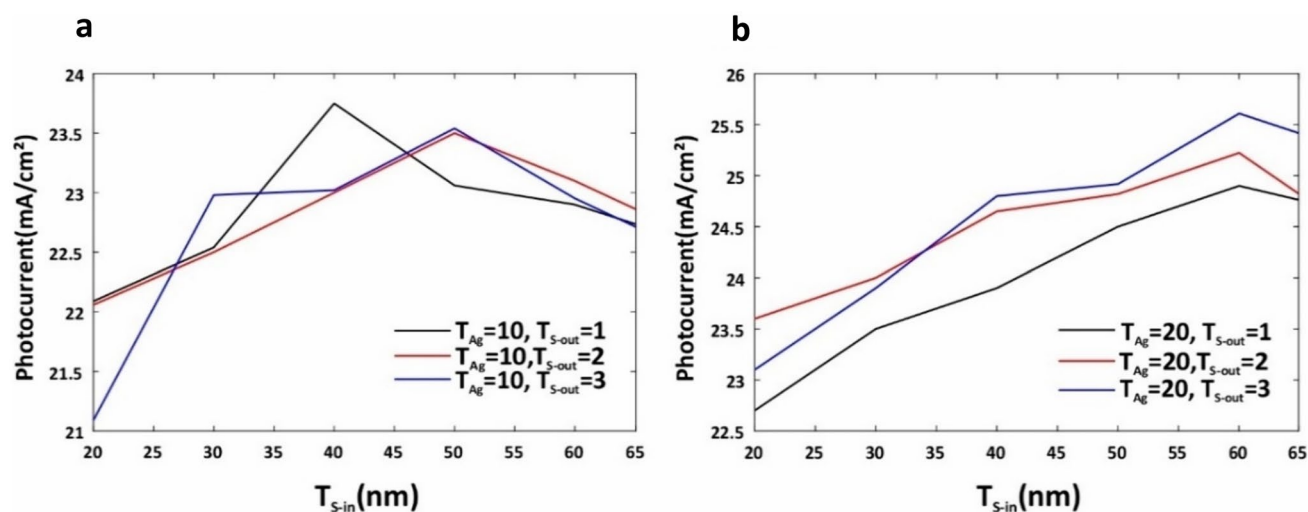 a
Photocurrent(mA/cm²)
24
23.5
23
22.5
22
21.5
21
20 25 30 35 40 45 50 55 60 65
T_S-in(nm)
T_Ag=10, T_S-out=1
T_Ag=10,T_S-out=2
T_Ag=10, T_S-out=3
b
Photocurrent(mA/cm²)
26
25.5
25
24.5
24
23.5
23
22.5
20 25 30 35 40 45 50 55 60 65
T_S-in(nm)
T_Ag=20, T_S-out=1
T_Ag=20,T_S-out=2
T_Ag=20, T_S-out=3